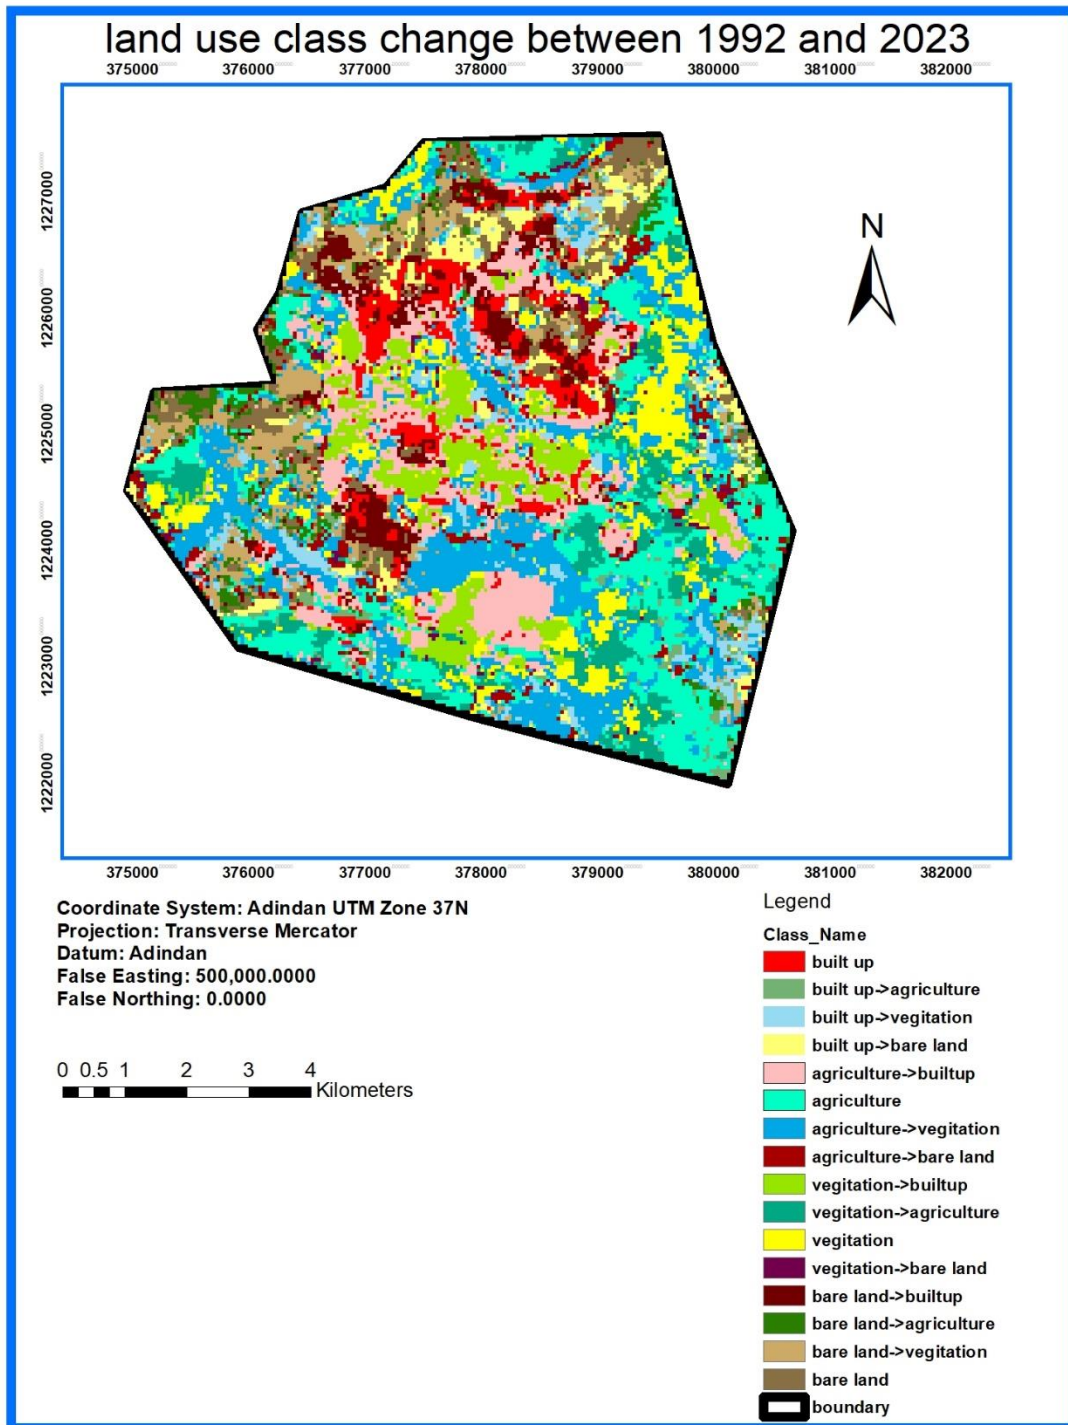 land use class change between 1992 and 2023
375000 376000 377000 378000 379000 380000 381000 382000
1227000
1226000
1225000
1224000
1223000
1222000
N
375000 376000 377000 378000 379000 380000 381000 382000
Coordinate System: Adindan UTM Zone 37N
Projection: Transverse Mercator
Datum: Adindan
False Easting: 500,000.0000
False Northing: 0.0000
0 0.5 1 2 3 4
Kilometers
Legend
Class_Name
built up
built up->agriculture
built up->vegitation
built up->bare land
agriculture->builtup
agriculture
agriculture->vegitation
agriculture->bare land
vegitation->builtup
vegitation->agriculture
vegitation
vegitation->bare land
bare land->builtup
bare land->agriculture
bare land->vegitation
bare land
boundary